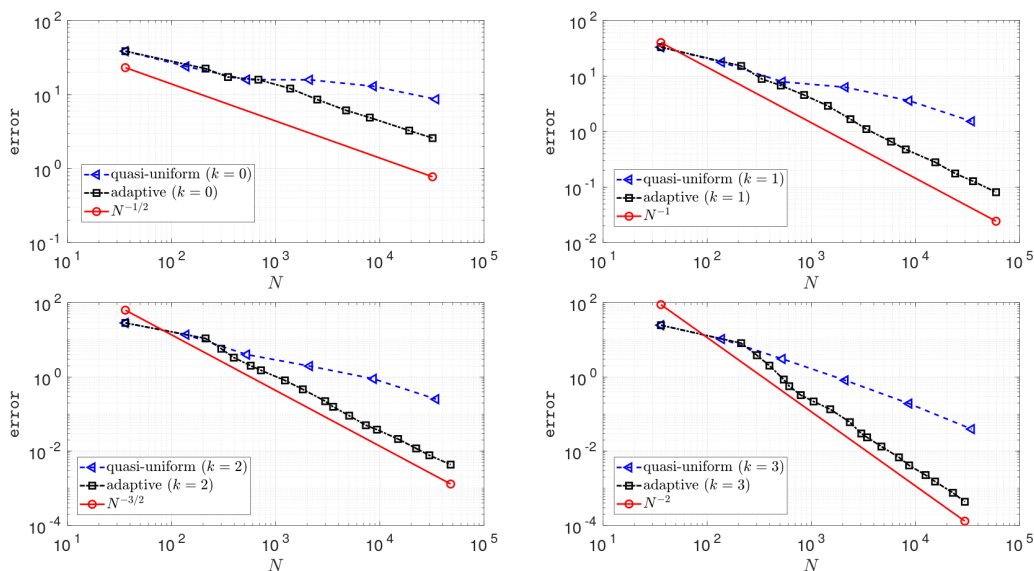 10^2
10^1
10^0
10^-1
error
quasi-uniform (k = 0)
adaptive (k = 0)
N^{-1/2}
10^1 10^2 10^3 10^4 10^5
N
10^2
10^1
10^0
10^-1
10^-2
error
quasi-uniform (k = 1)
adaptive (k = 1)
N^{-1}
10^1 10^2 10^3 10^4 10^5
N
10^2
10^0
10^-2
10^-4
error
quasi-uniform (k = 2)
adaptive (k = 2)
N^{-3/2}
10^1 10^2 10^3 10^4 10^5
N
10^2
10^0
10^-2
10^-4
error
quasi-uniform (k = 3)
adaptive (k = 3)
N^{-2}
10^1 10^2 10^3 10^4 10^5
N